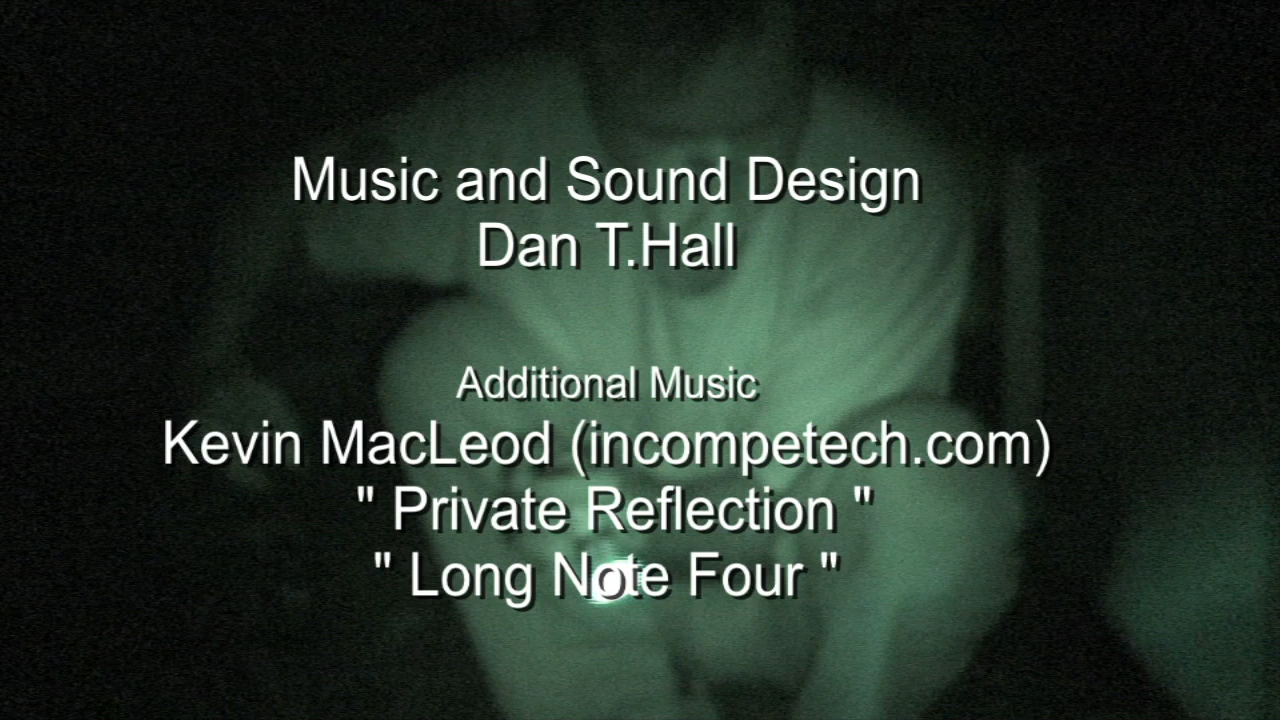 Music and Sound Design
Dan T.Hall
Additional Music
Kevin MacLeod (incompetech.com)
" Private Reflection "
" Long Note Four "